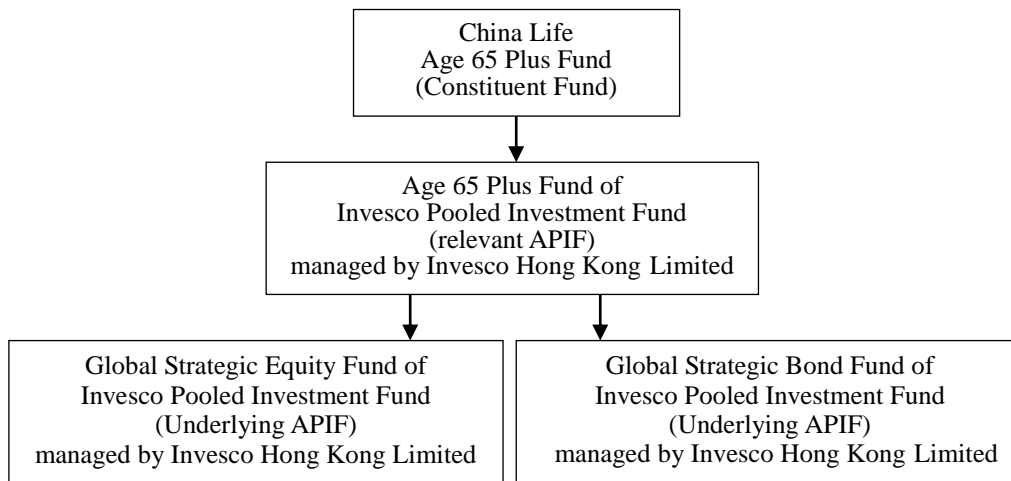 China Life
Age 65 Plus Fund
(Constituent Fund)
Age 65 Plus Fund of
Invesco Pooled Investment Fund
(relevant APIF)
managed by Invesco Hong Kong Limited
Global Strategic Equity Fund of
Invesco Pooled Investment Fund
(Underlying APIF)
managed by Invesco Hong Kong Limited
Global Strategic Bond Fund of
Invesco Pooled Investment Fund
(Underlying APIF)
managed by Invesco Hong Kong Limited